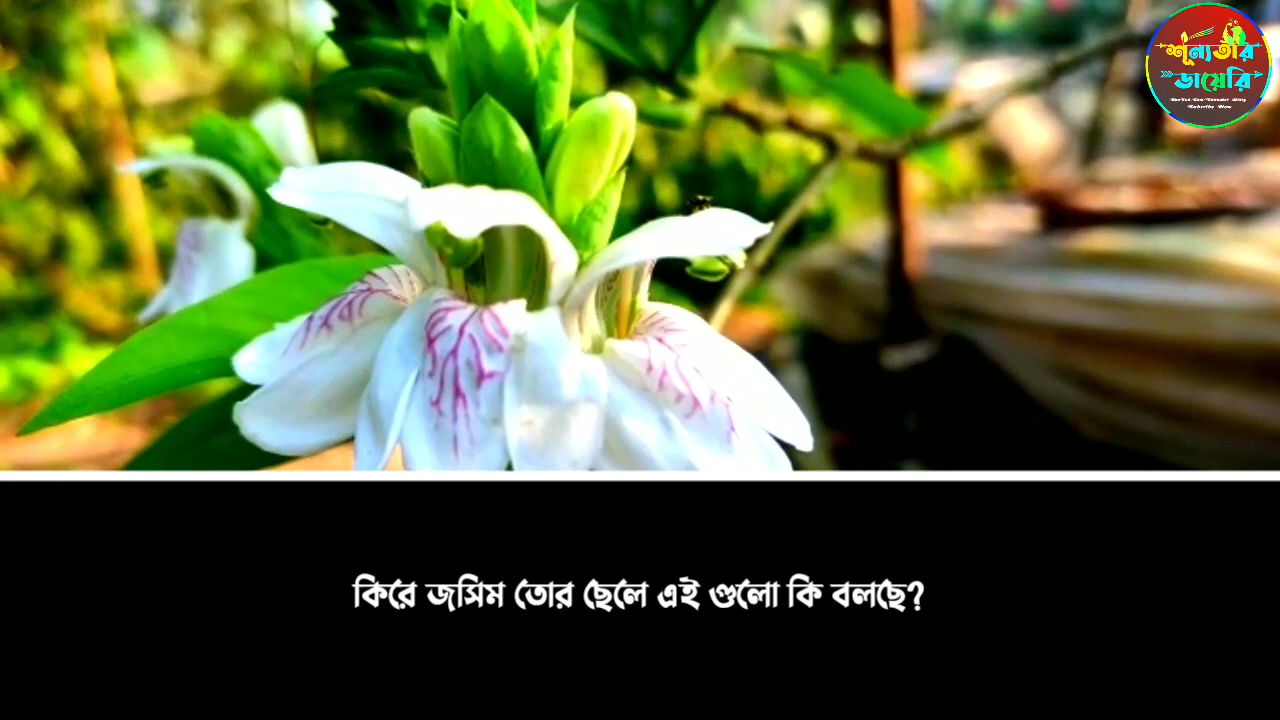 শূন্যতার
ডায়েরি
কিরে জসিম তোর ছেলে এই গুলো কি বলছে?